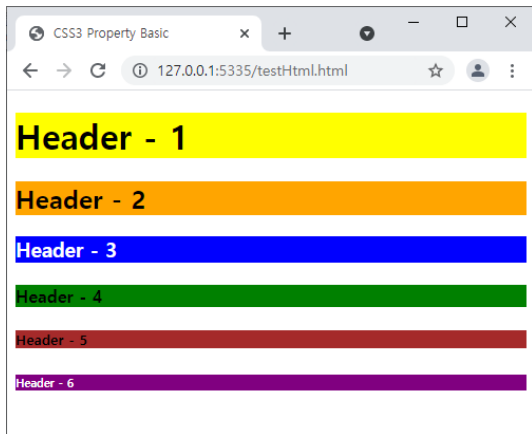 CSS3 Property Basic
127.0.0.1:5335/testHtml.html
Header - 1
Header - 2
Header - 3
Header - 4
Header - 5
Header - 6